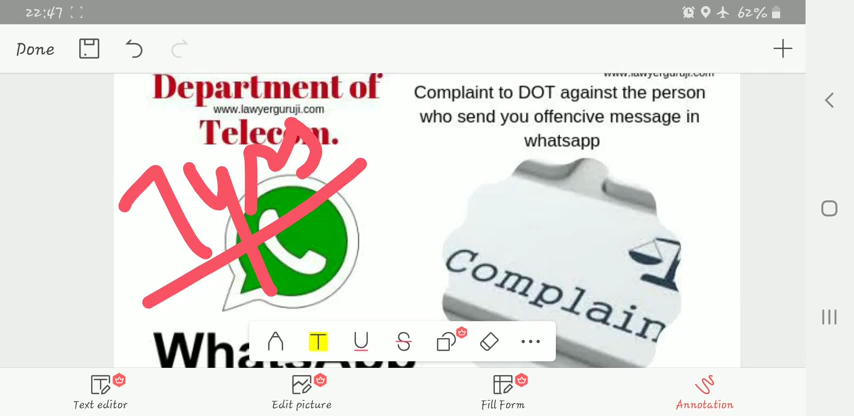 22:47
62%
Done
Department of
www.lawyerguruji.com
Telecom.
www.lawyerguruji.com
Complaint to DOT against the person
who send you offencive message in
whatsapp
Complain
WhatsApp
T
U
S
Text editor
Edit picture
Fill Form
Annotation